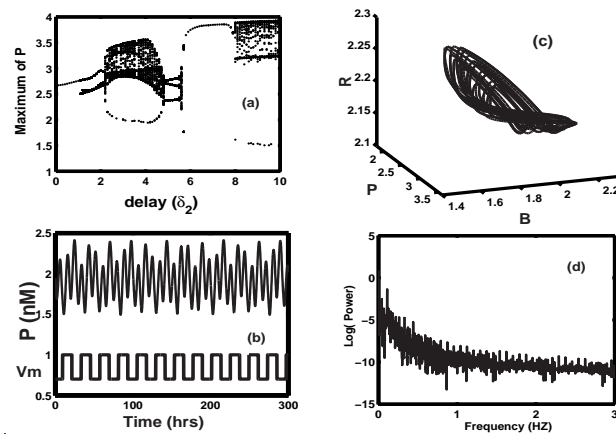 4
3.5
3
2.5
2
1.5
1
Maximum of P
(a)
0 2 4 6 8 10
delay (δ2)
2.3
2.25
2.2
2.15
2.1
R
(c)
2
2.5
3
3.5
P
1.4 1.6 1.8 2 2.2
B
2.5
2
1.5
1
0.5
P (nM)
Vm
(b)
0 100 200 300
Time (hrs)
5
0
−5
−10
−15
Log( Power)
(d)
0 1 2 3
Frequency (HZ)